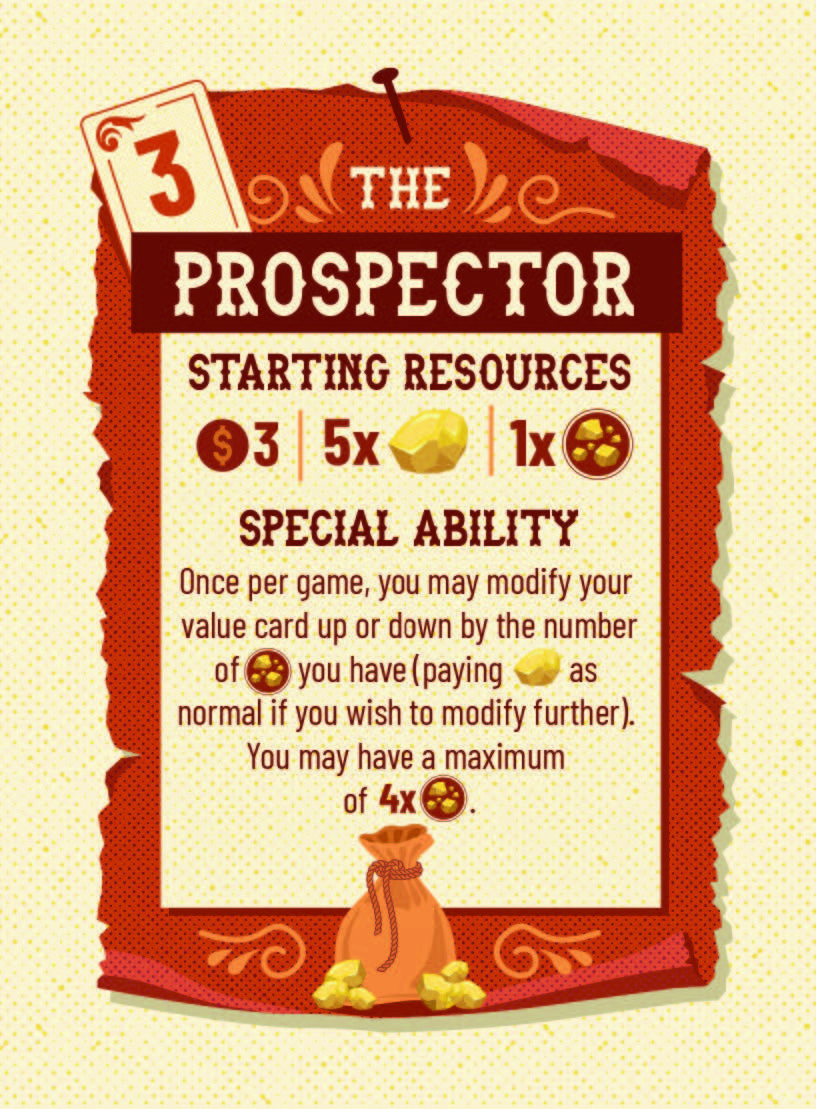 3
THE
PROSPECTOR
STARTING RESOURCES
$ 3 | 5x | 1x
SPECIAL ABILITY
Once per game, you may modify your
value card up or down by the number
of you have (paying as
normal if you wish to modify further).
You may have a maximum
of 4x .